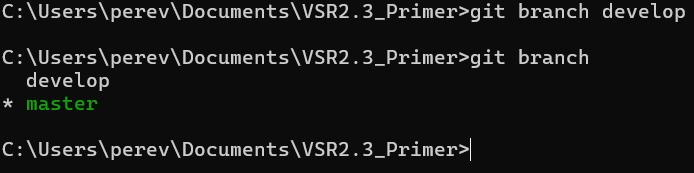 C:\Users\perev\Documents\VSR2.3_Primer>git branch develop
C:\Users\perev\Documents\VSR2.3_Primer>git branch
develop
* master
C:\Users\perev\Documents\VSR2.3_Primer>